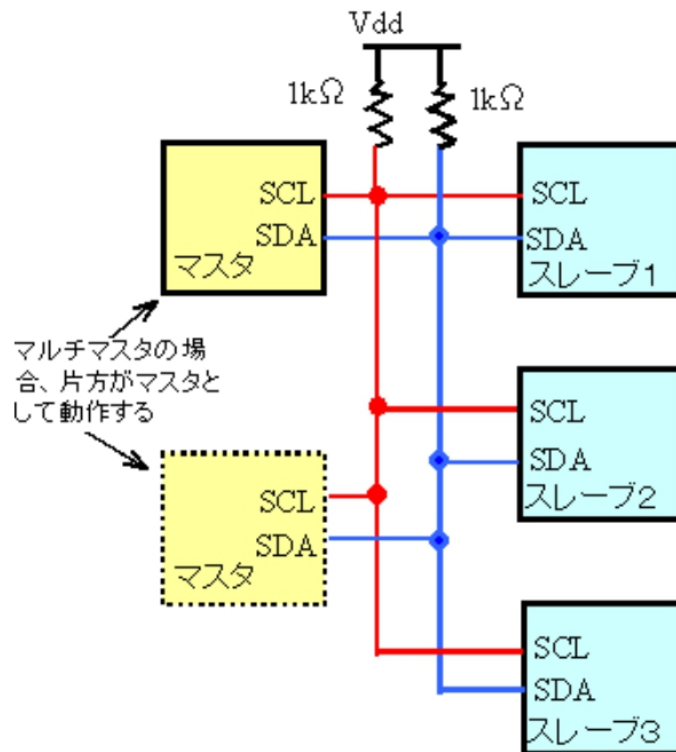 Vdd
1kΩ
1kΩ
SCL
SDA
マスタ
SCL
SDA
スレーブ1
マルチマスタの場
合、片方がマスタと
して動作する
SCL
SDA
スレーブ2
SCL
SDA
マスタ
SCL
SDA
スレーブ3